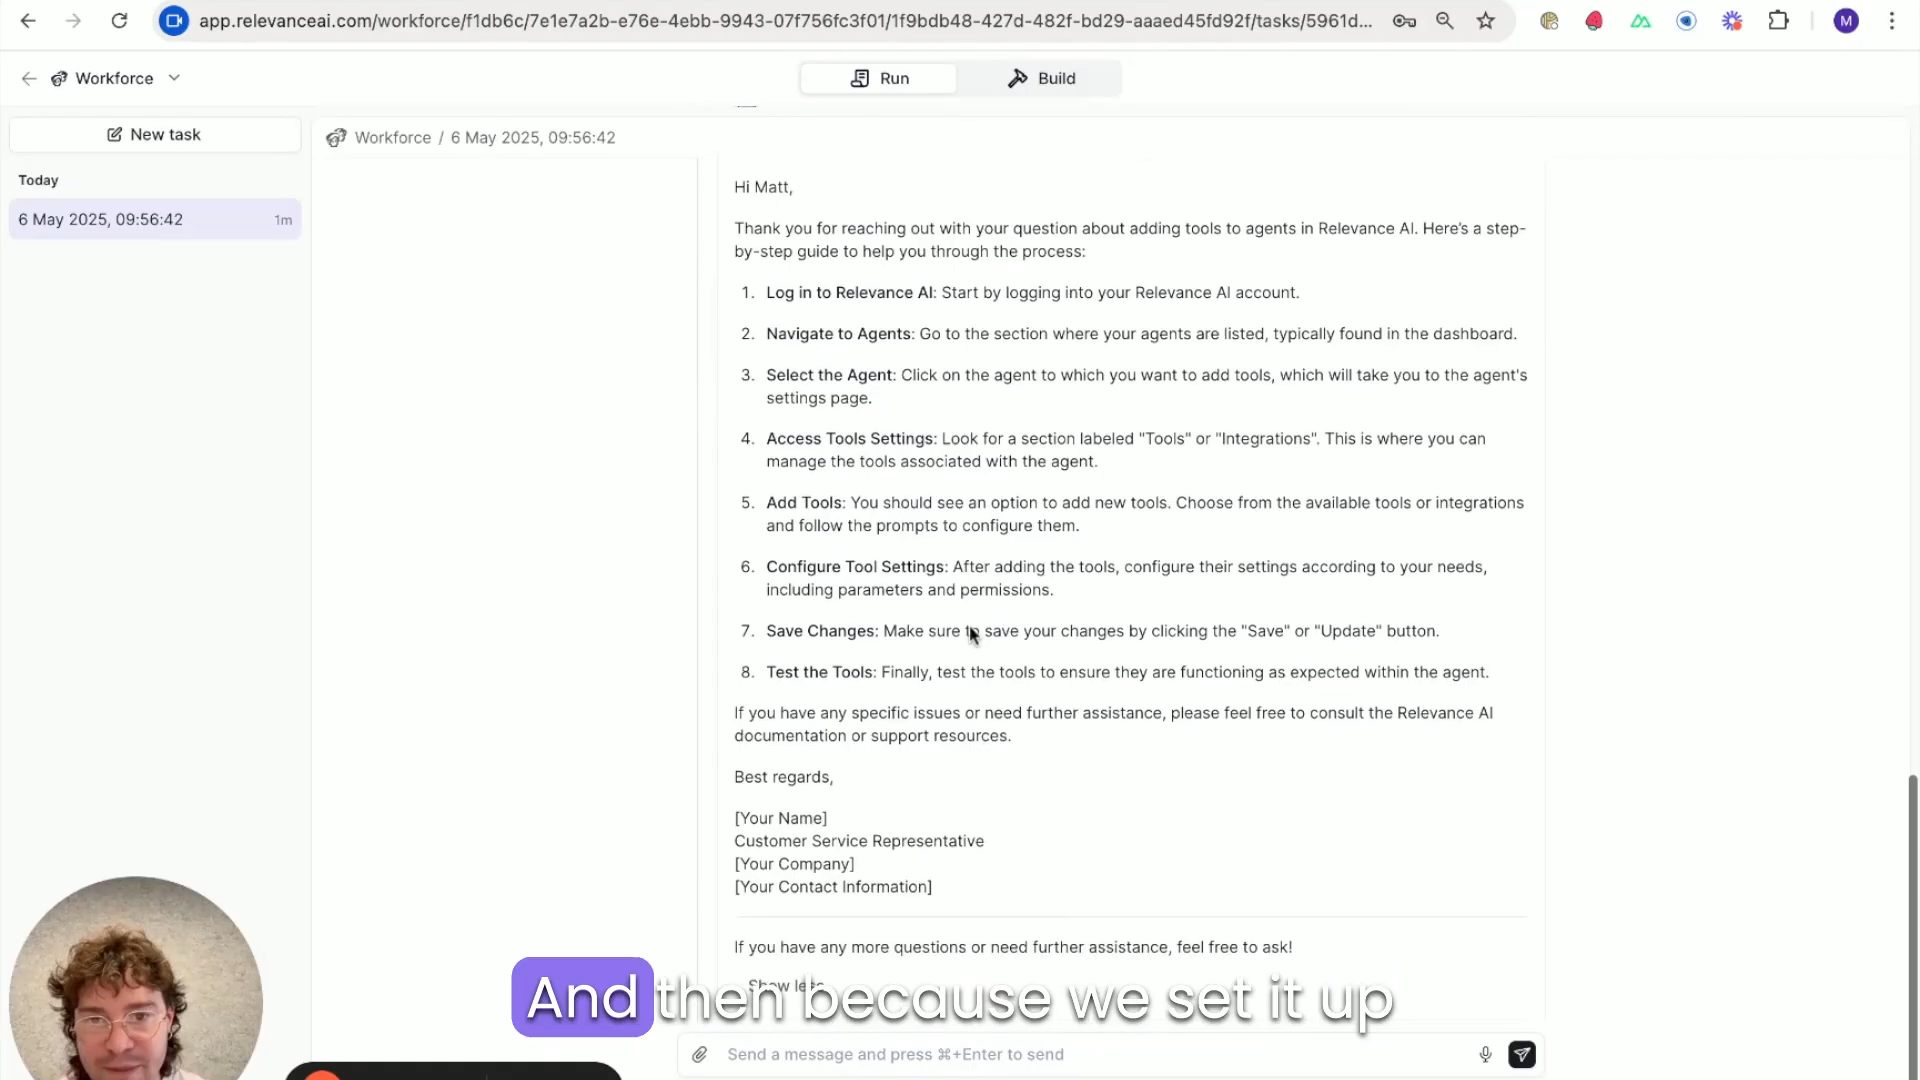 app.relevanceai.com/workforce/f1db6c/7e1e7a2b-e76e-4ebb-9943-07f756fc3f01/1f9bdb48-427d-482f-bd29-aaaed45fd92f/tasks/5961d...
M
Workforce
Run
Build
New task
Workforce / 6 May 2025, 09:56:42
Today
6 May 2025, 09:56:42 1m
Hi Matt,
Thank you for reaching out with your question about adding tools to agents in Relevance AI. Here's a step-
by-step guide to help you through the process:
1. Log in to Relevance AI: Start by logging into your Relevance AI account.
2. Navigate to Agents: Go to the section where your agents are listed, typically found in the dashboard.
3. Select the Agent: Click on the agent to which you want to add tools, which will take you to the agent's
settings page.
4. Access Tools Settings: Look for a section labeled "Tools" or "Integrations". This is where you can
manage the tools associated with the agent.
5. Add Tools: You should see an option to add new tools. Choose from the available tools or integrations
and follow the prompts to configure them.
6. Configure Tool Settings: After adding the tools, configure their settings according to your needs,
including parameters and permissions.
7. Save Changes: Make sure to save your changes by clicking the "Save" or "Update" button.
8. Test the Tools: Finally, test the tools to ensure they are functioning as expected within the agent.
If you have any specific issues or need further assistance, please feel free to consult the Relevance AI
documentation or support resources.
Best regards,
[Your Name]
Customer Service Representative
[Your Company]
[Your Contact Information]
If you have any more questions or need further assistance, feel free to ask!
Show less
And then because we set it up
Send a message and press ⌘+Enter to send